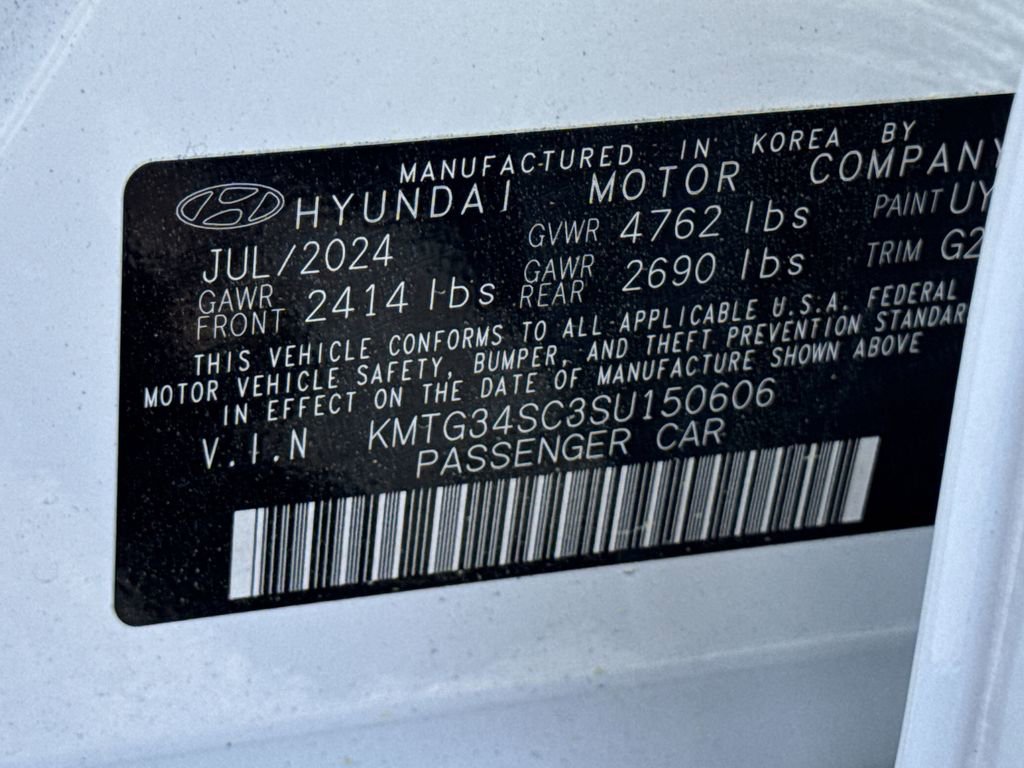 MANUFACTURED IN KOREA BY
HYUNDAI MOTOR COMPANY
JUL/2024 GVWR 4762 lbs PAINT UY
GAWR FRONT 2414 lbs GAWR REAR 2690 lbs TRIM G2
THIS VEHICLE CONFORMS TO ALL APPLICABLE U.S.A. FEDERAL
MOTOR VEHICLE SAFETY, BUMPER, AND THEFT PREVENTION STANDAR
IN EFFECT ON THE DATE OF MANUFACTURE SHOWN ABOVE
V.I.N KMTG34SC3SU150606
PASSENGER CAR